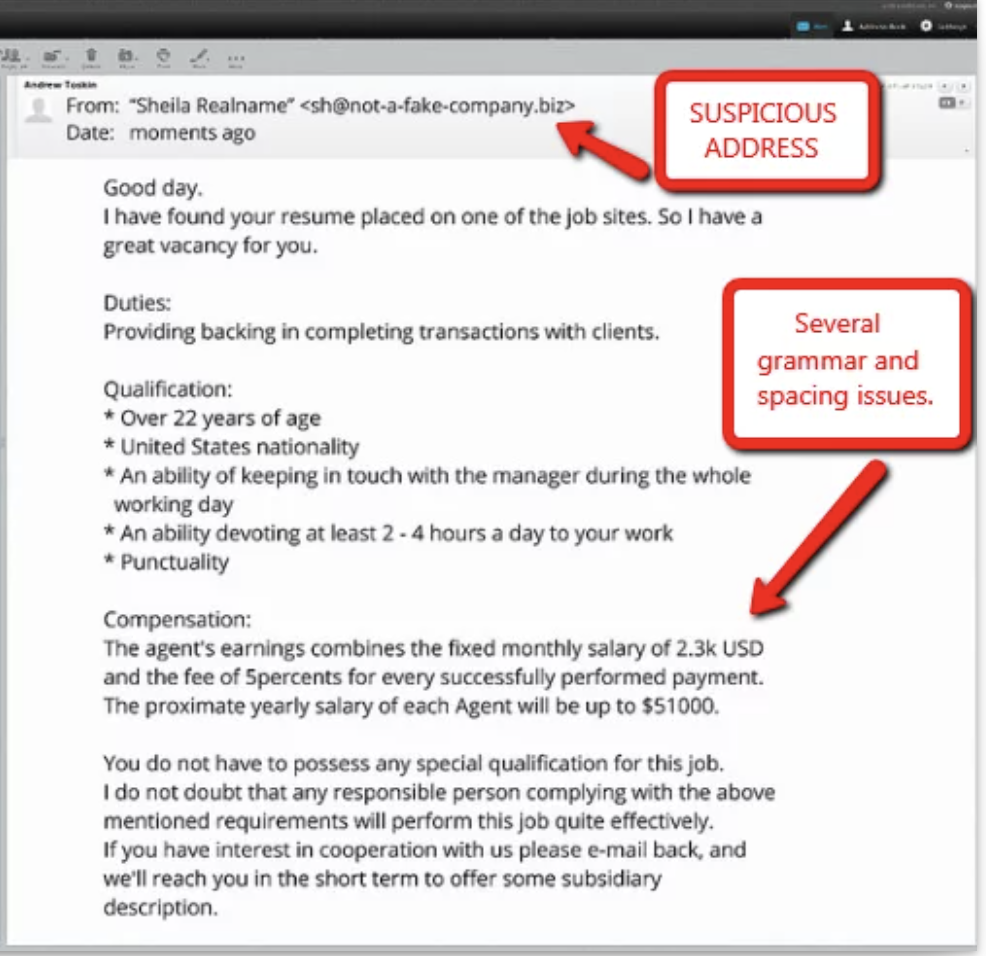 Andrew Toskin
From: “Sheila Realname” <sh@not-a-fake-company.biz>
Date: moments ago
SUSPICIOUS
ADDRESS
Good day.
I have found your resume placed on one of the job sites. So I have a
great vacancy for you.
Duties:
Providing backing in completing transactions with clients.
Several
grammar and
spacing issues.
Qualification:
* Over 22 years of age
* United States nationality
* An ability of keeping in touch with the manager during the whole
working day
* An ability devoting at least 2 - 4 hours a day to your work
* Punctuality
Compensation:
The agent's earnings combines the fixed monthly salary of 2.3k USD
and the fee of 5percents for every successfully performed payment.
The proximate yearly salary of each Agent will be up to $51000.
You do not have to possess any special qualification for this job.
I do not doubt that any responsible person complying with the above
mentioned requirements will perform this job quite effectively.
If you have interest in cooperation with us please e-mail back, and
we'll reach you in the short term to offer some subsidiary
description.